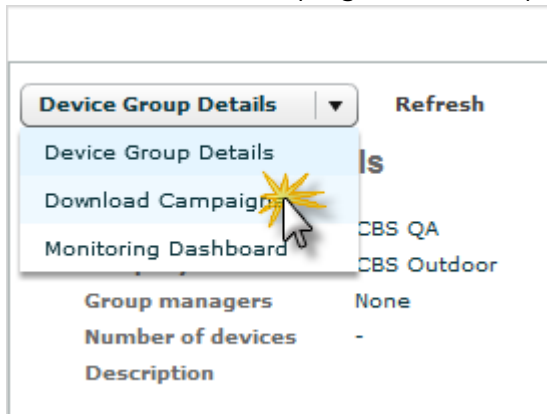 Device Group Details Refresh
Device Group Details
ls
Download Campaigns
CBS QA
Monitoring Dashboard
CBS Outdoor
Group managers None
Number of devices -
Description